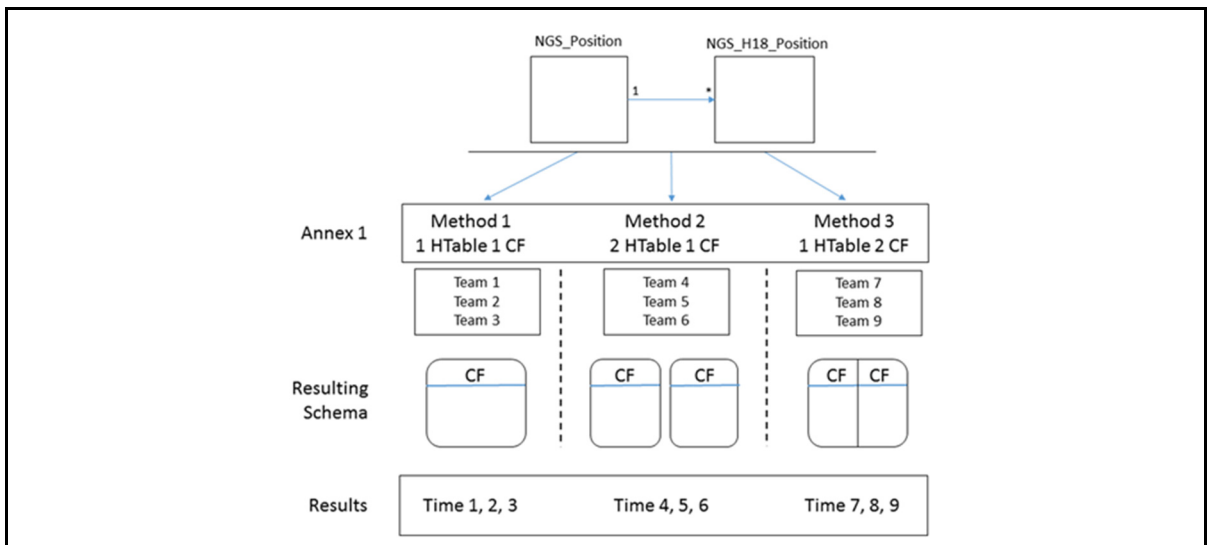 NGS_Position
NGS_H18_Position
1
*
Annex 1
Method 1
1 HTable 1 CF
Method 2
2 HTable 1 CF
Method 3
1 HTable 2 CF
Team 1
Team 2
Team 3
Team 4
Team 5
Team 6
Team 7
Team 8
Team 9
Resulting
Schema
CF
CF
CF
CF
CF
Results
Time 1, 2, 3
Time 4, 5, 6
Time 7, 8, 9